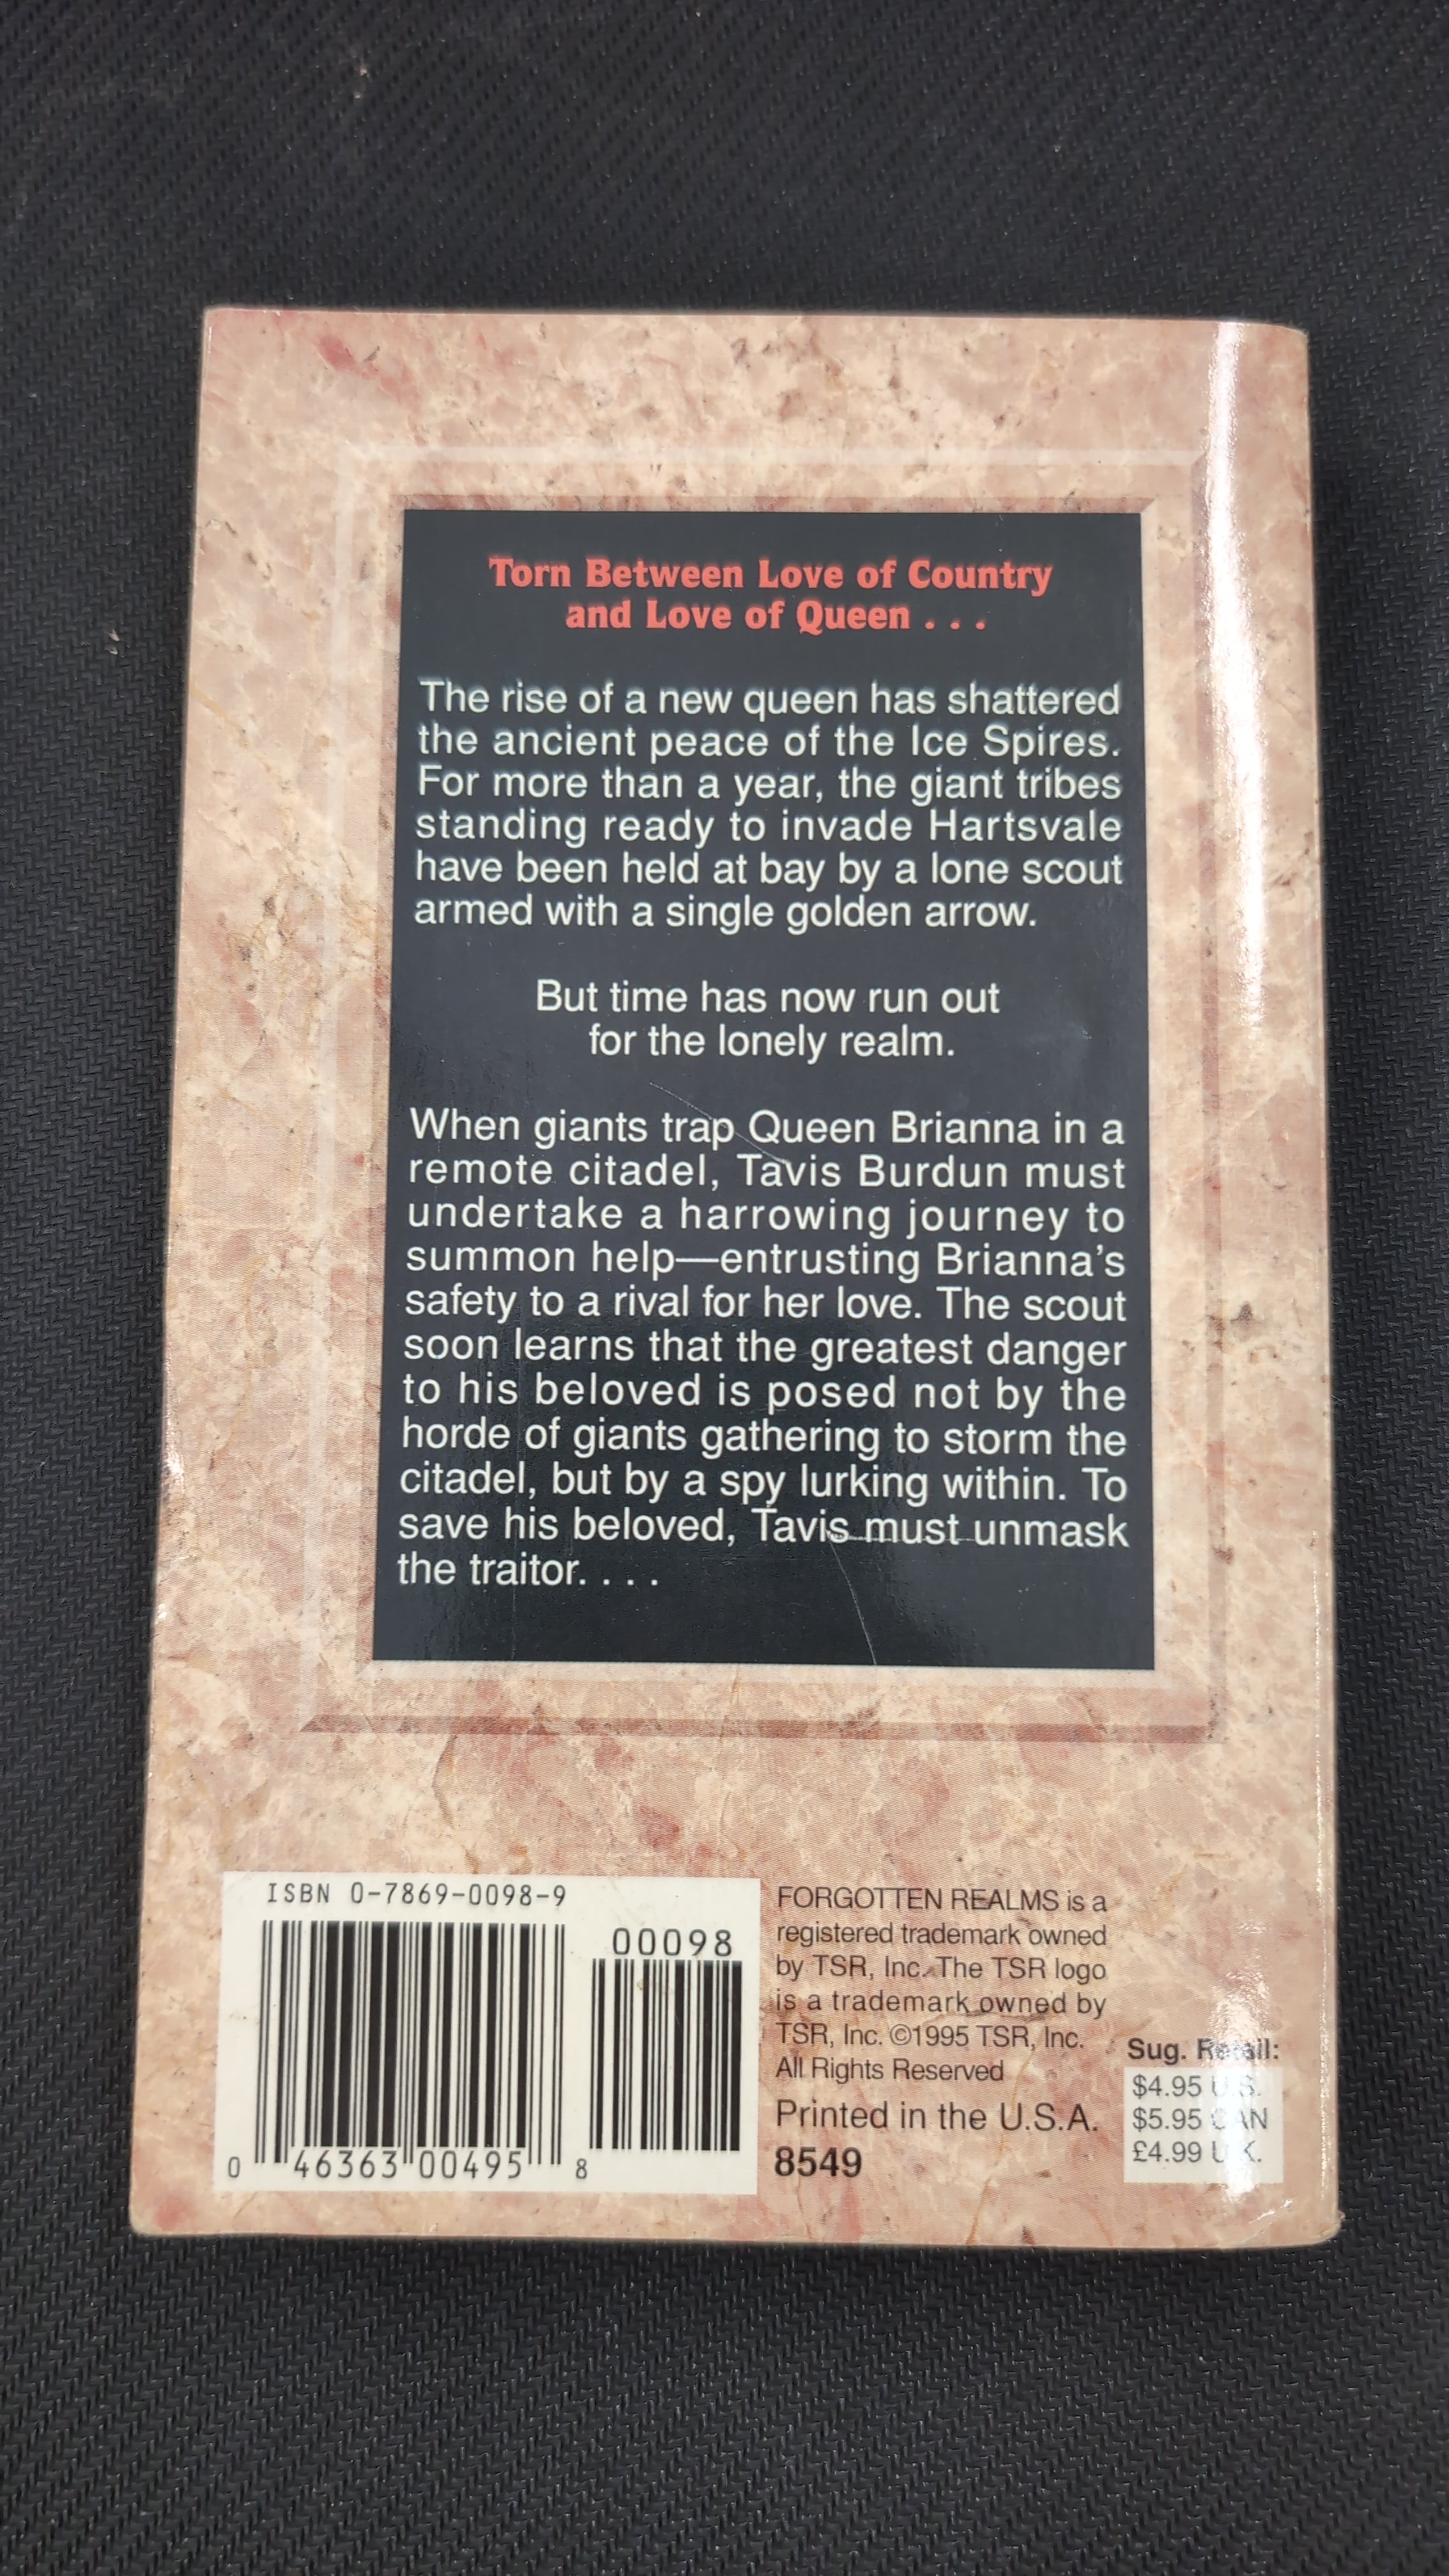 Torn Between Love of Country
and Love of Queen . . .
The rise of a new queen has shattered
the ancient peace of the Ice Spires.
For more than a year, the giant tribes
standing ready to invade Hartsvale
have been held at bay by a lone scout
armed with a single golden arrow.
But time has now run out
for the lonely realm.
When giants trap Queen Brianna in a
remote citadel, Tavis Burdun must
undertake a harrowing journey to
summon help—entrusting Brianna's
safety to a rival for her love. The scout
soon learns that the greatest danger
to his beloved is posed not by the
horde of giants gathering to storm the
citadel, but by a spy lurking within. To
save his beloved, Tavis must unmask
the traitor. . . .
ISBN 0-7869-0098-9
00098
0 46363 00495 8
FORGOTTEN REALMS is a
registered trademark owned
by TSR, Inc. The TSR logo
is a trademark owned by
TSR, Inc. ©1995 TSR, Inc.
All Rights Reserved
Printed in the U.S.A.
8549
Sug. Retail:
$4.95 U.S.
$5.95 CAN
£4.99 U.K.